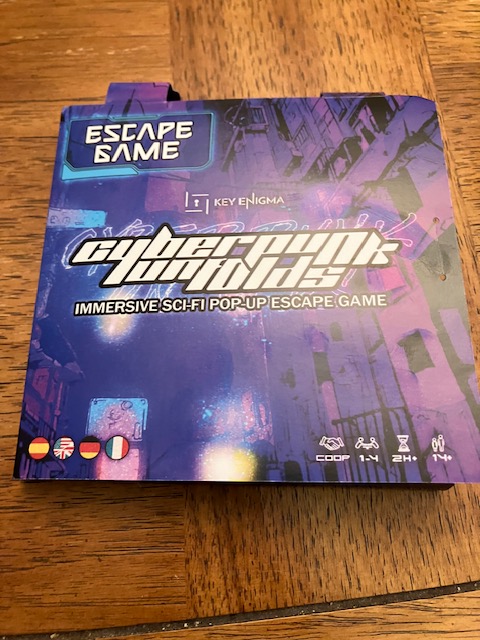 ESCAPE
GAME
KEY ENIGMA
cyberpunk
unfolds
IMMERSIVE SCI-FI POP-UP ESCAPE GAME
COOP 1-4 2H+ 14+